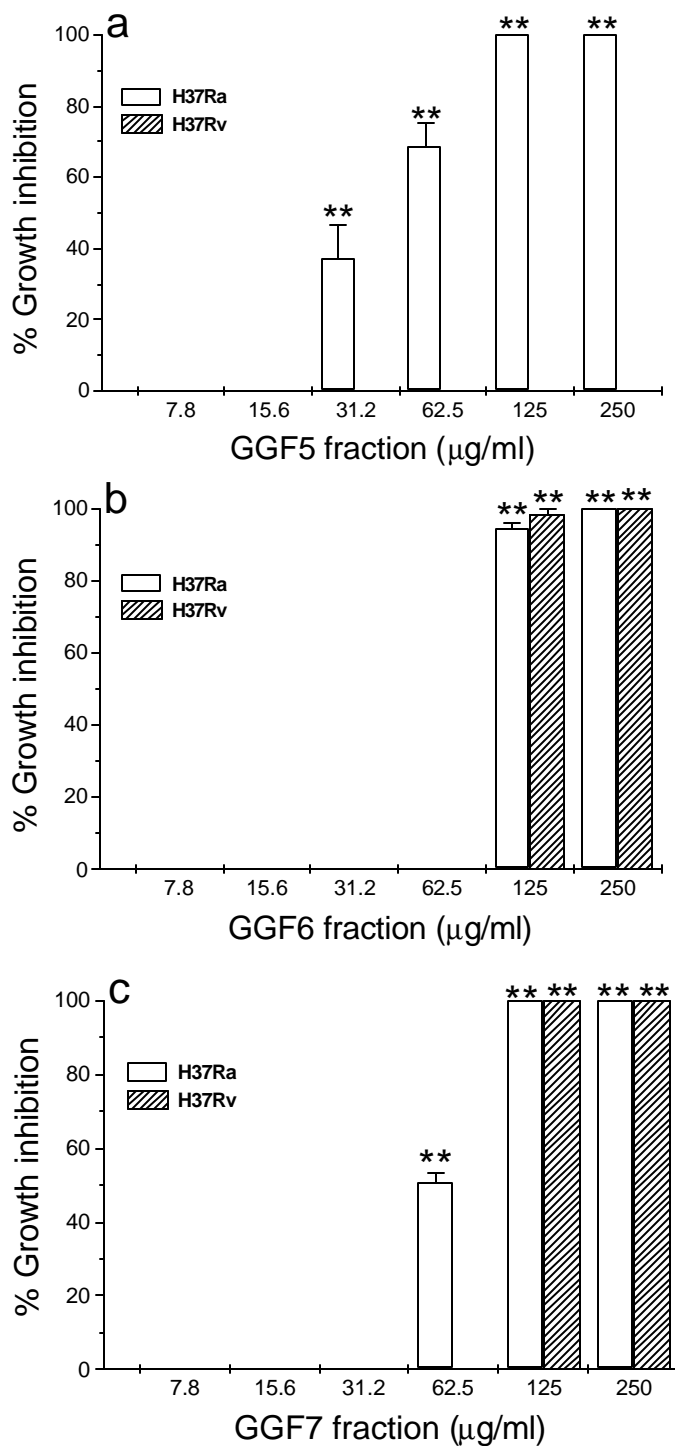 a
**
**
**
**
100
80
60
40
20
0
% Growth inhibition
H37Ra
H37Rv
7.8 15.6 31.2 62.5 125 250
GGF5 fraction (μg/ml)
b
** ** ** **
100
80
60
40
20
0
% Growth inhibition
H37Ra
H37Rv
7.8 15.6 31.2 62.5 125 250
GGF6 fraction (μg/ml)
c
** ** ** **
**
100
80
60
40
20
0
% Growth inhibition
H37Ra
H37Rv
7.8 15.6 31.2 62.5 125 250
GGF7 fraction (μg/ml)